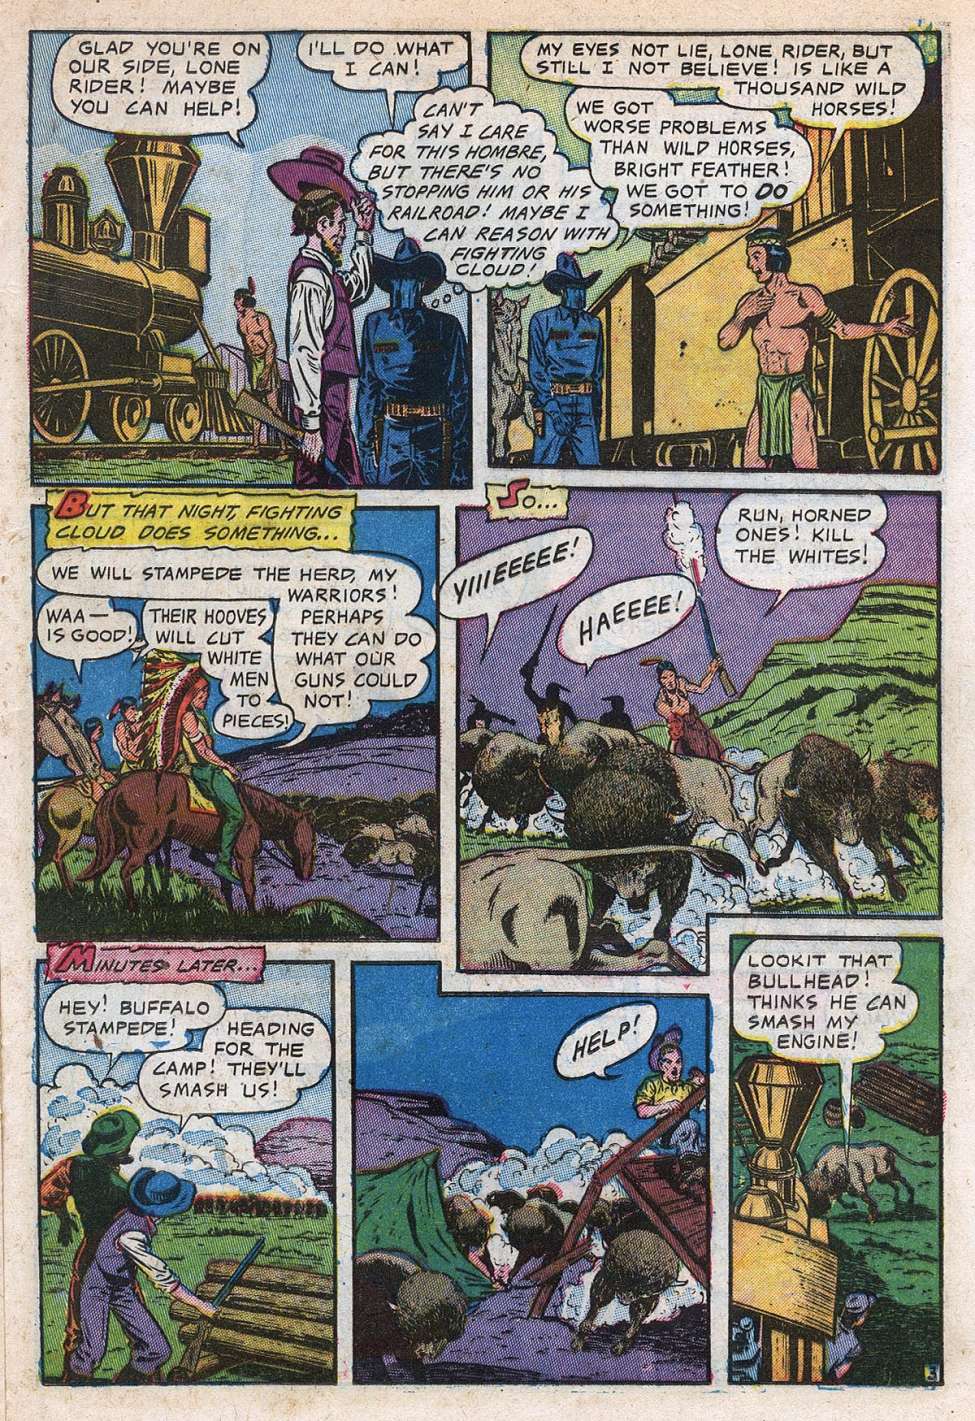 GLAD YOU'RE ON
OUR SIDE, LONE
RIDER! MAYBE
YOU CAN HELP!
I'LL DO WHAT
I CAN!
CAN'T
SAY I CARE
FOR THIS HOMBRE,
BUT THERE'S NO
STOPPING HIM OR HIS
RAILROAD! MAYBE I
CAN REASON WITH
FIGHTING
CLOUD!
MY EYES NOT LIE, LONE RIDER, BUT
STILL I NOT BELIEVE! IS LIKE A
THOUSAND WILD
HORSES!
WE GOT
WORSE PROBLEMS
THAN WILD HORSES,
BRIGHT FEATHER!
WE GOT TO DO
SOMETHING!
BUT THAT NIGHT, FIGHTING
CLOUD DOES SOMETHING...
WE WILL STAMPEDE THE HERD, MY
WARRIORS!
PERHAPS
THEY CAN DO
WHAT OUR
GUNS COULD
NOT!
WAA—
IS GOOD!
THEIR HOOVES
WILL CUT
WHITE
MEN
TO
PIECES!
SO...
YIIIEEEEE!
HAEEEE!
RUN, HORNED
ONES! KILL
THE WHITES!
MINUTES LATER...
HEY! BUFFALO
STAMPEDE!
HEADING
FOR THE
CAMP! THEY'LL
SMASH US!
HELP!
LOOKIT THAT
BULLHEAD!
THINKS HE CAN
SMASH MY
ENGINE!
3